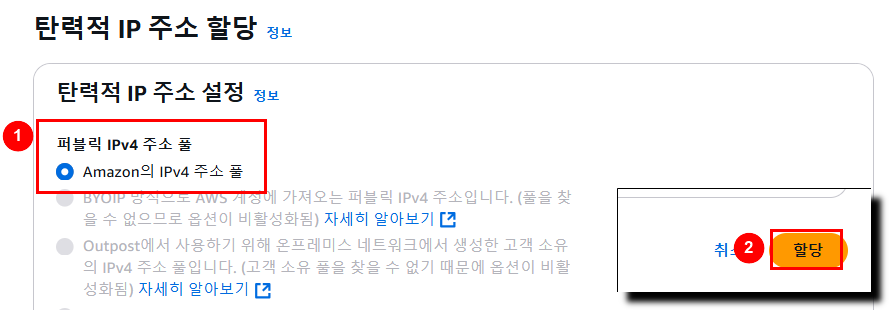 탄력적 IP 주소 할당 정보
탄력적 IP 주소 설정 정보
1
퍼블릭 IPv4 주소 풀
Amazon의 IPv4 주소 풀
BYOIP 방식으로 AWS 계정에 가져오는 퍼블릭 IPv4 주소입니다. (풀을 찾
을 수 없으므로 옵션이 비활성화됨) 자세히 알아보기
Outpost에서 사용하기 위해 온프레미스 네트워크에서 생성한 고객 소유
의 IPv4 주소 풀입니다. (고객 소유 풀을 찾을 수 없기 때문에 옵션이 비활
성화됨) 자세히 알아보기
2 할당